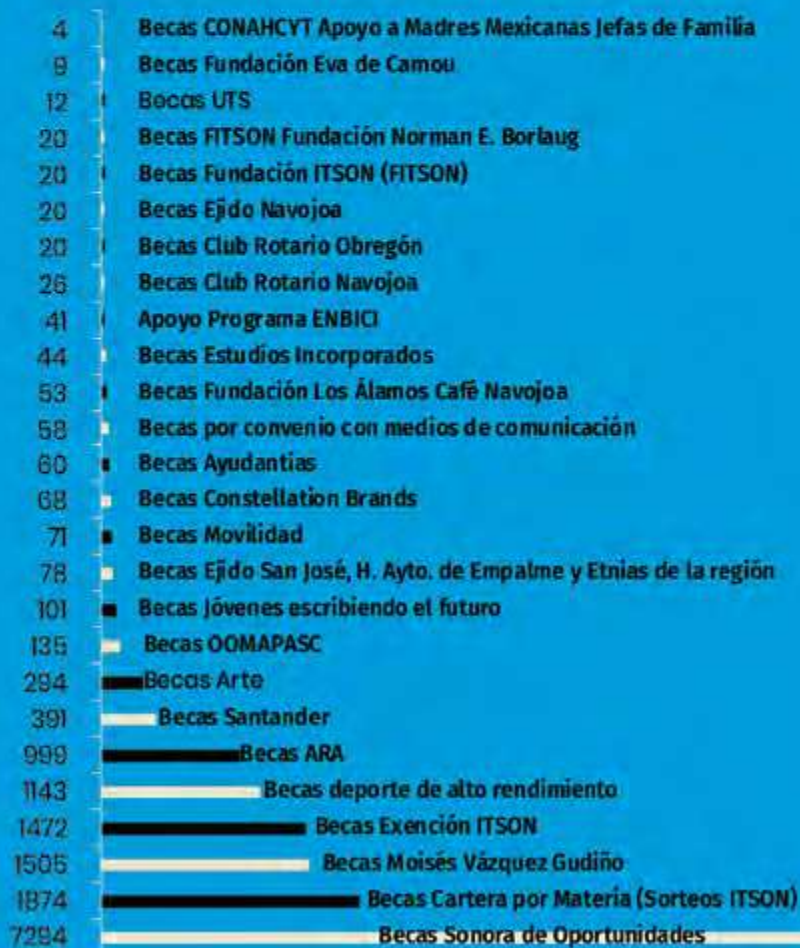 4 Becas CONAHCYT Apoyo a Madres Mexicanas Jefas de Familia
9 Becas Fundación Eva de Camou
12 Becas UTS
20 Becas FITSON Fundación Norman E. Borlaug
20 Becas Fundación ITSON (FITSON)
20 Becas Ejido Navojoa
20 Becas Club Rotario Obregón
26 Becas Club Rotario Navojoa
41 Apoyo Programa ENBICI
44 Becas Estudios Incorporados
53 Becas Fundación Los Álamos Café Navojoa
58 Becas por convenio con medios de comunicación
60 Becas Ayudantias
68 Becas Constellation Brands
71 Becas Movilidad
78 Becas Ejido San José, H. Ayto. de Empalme y Etnias de la región
101 Becas Jóvenes escribiendo el futuro
135 Becas OOMAPASC
294 Becas Arte
391 Becas Santander
999 Becas ARA
1143 Becas deporte de alto rendimiento
1472 Becas Exención ITSON
1505 Becas Moisés Vázquez Gudiño
1874 Becas Cartera por Materia (Sorteos ITSON)
7294 Becas Sonora de Oportunidades